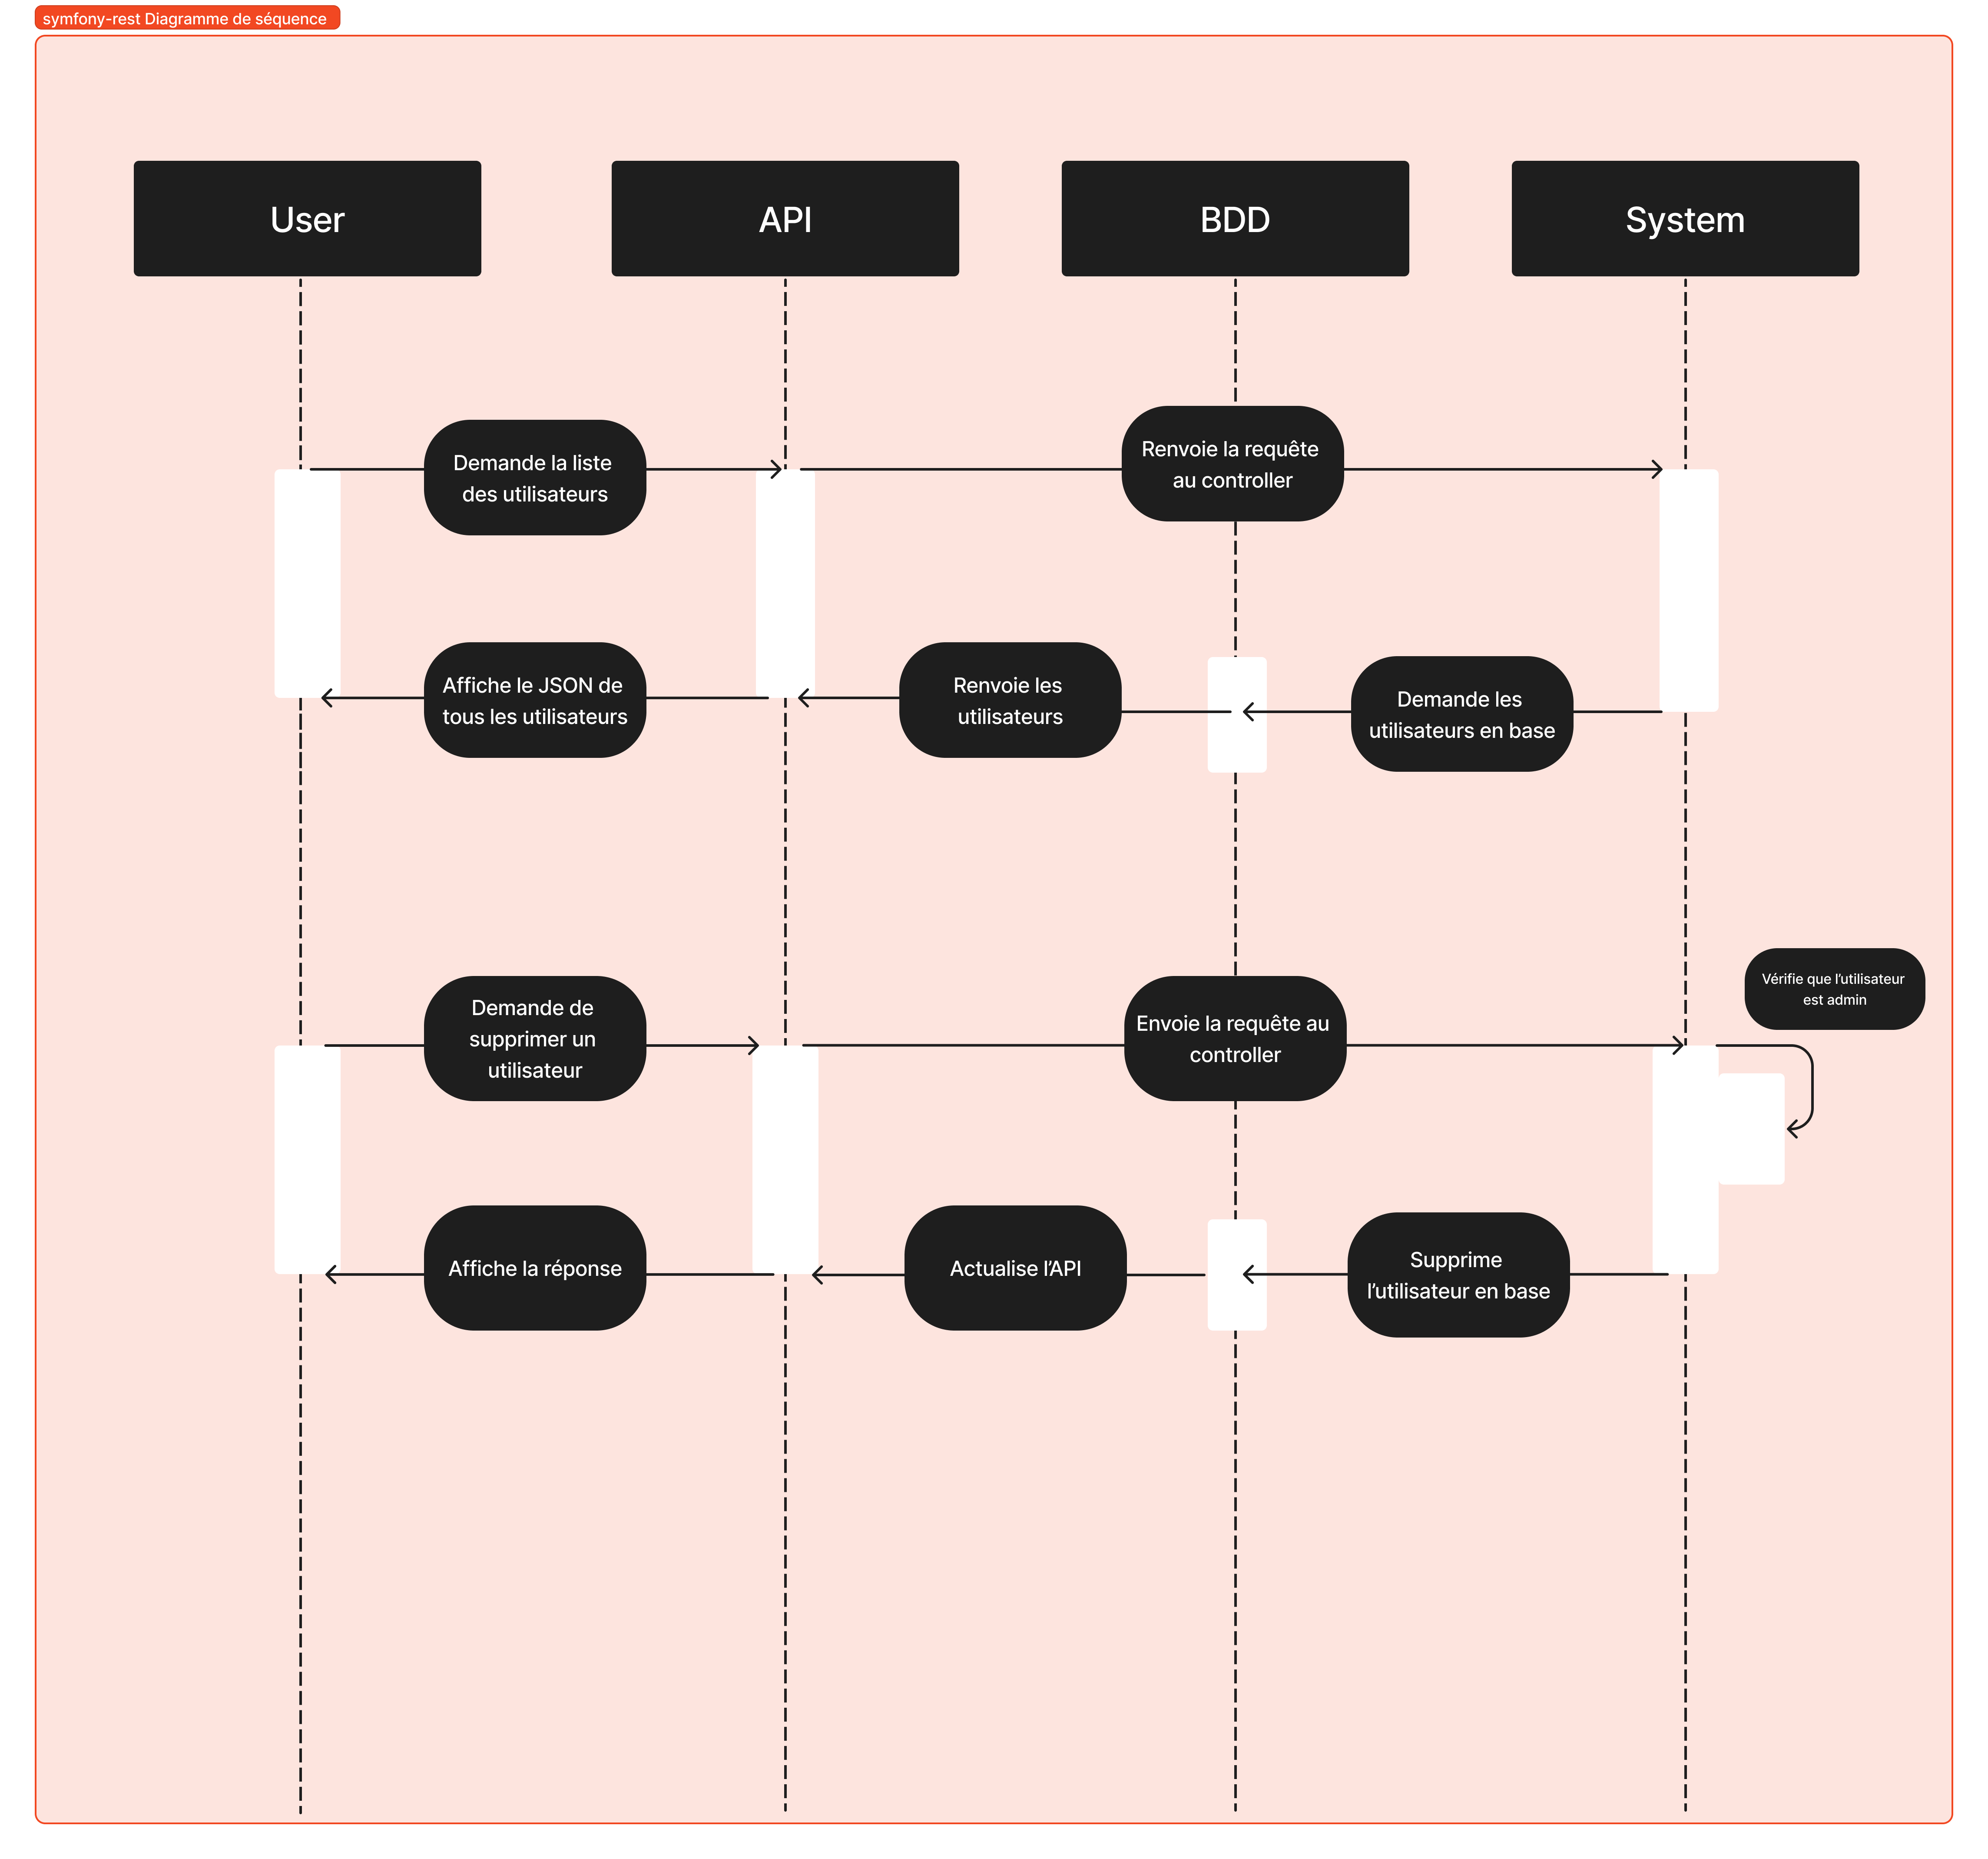 symfony-rest Diagramme de séquence
User
API
BDD
System
Demande la liste
des utilisateurs
Renvoie la requête
au controller
Affiche le JSON de
tous les utilisateurs
Renvoie les
utilisateurs
Demande les
utilisateurs en base
Vérifie que l’utilisateur
est admin
Demande de
supprimer un
utilisateur
Envoie la requête au
controller
Affiche la réponse
Actualise l’API
Supprime
l’utilisateur en base